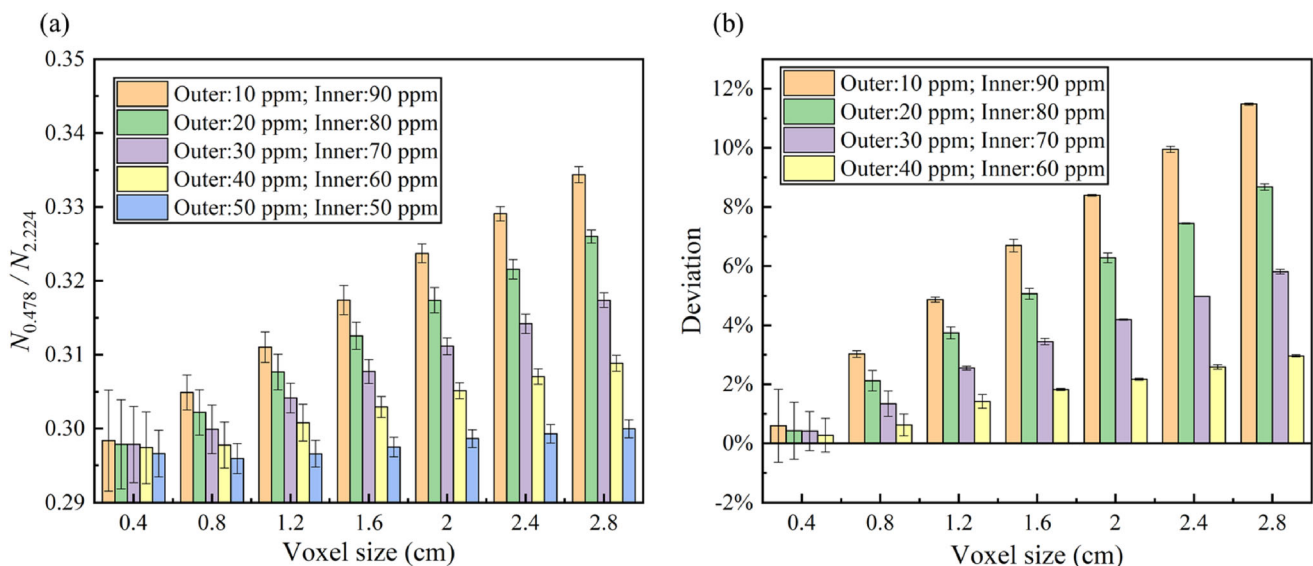 (a)
0.35
0.34
0.33
0.32
0.31
0.30
0.29
N0.478 / N2.224
Outer:10 ppm; Inner:90 ppm
Outer:20 ppm; Inner:80 ppm
Outer:30 ppm; Inner:70 ppm
Outer:40 ppm; Inner:60 ppm
Outer:50 ppm; Inner:50 ppm
0.4 0.8 1.2 1.6 2 2.4 2.8
Voxel size (cm)
(b)
12%
10%
8%
6%
4%
2%
0%
-2%
Deviation
Outer:10 ppm; Inner:90 ppm
Outer:20 ppm; Inner:80 ppm
Outer:30 ppm; Inner:70 ppm
Outer:40 ppm; Inner:60 ppm
0.4 0.8 1.2 1.6 2 2.4 2.8
Voxel size (cm)